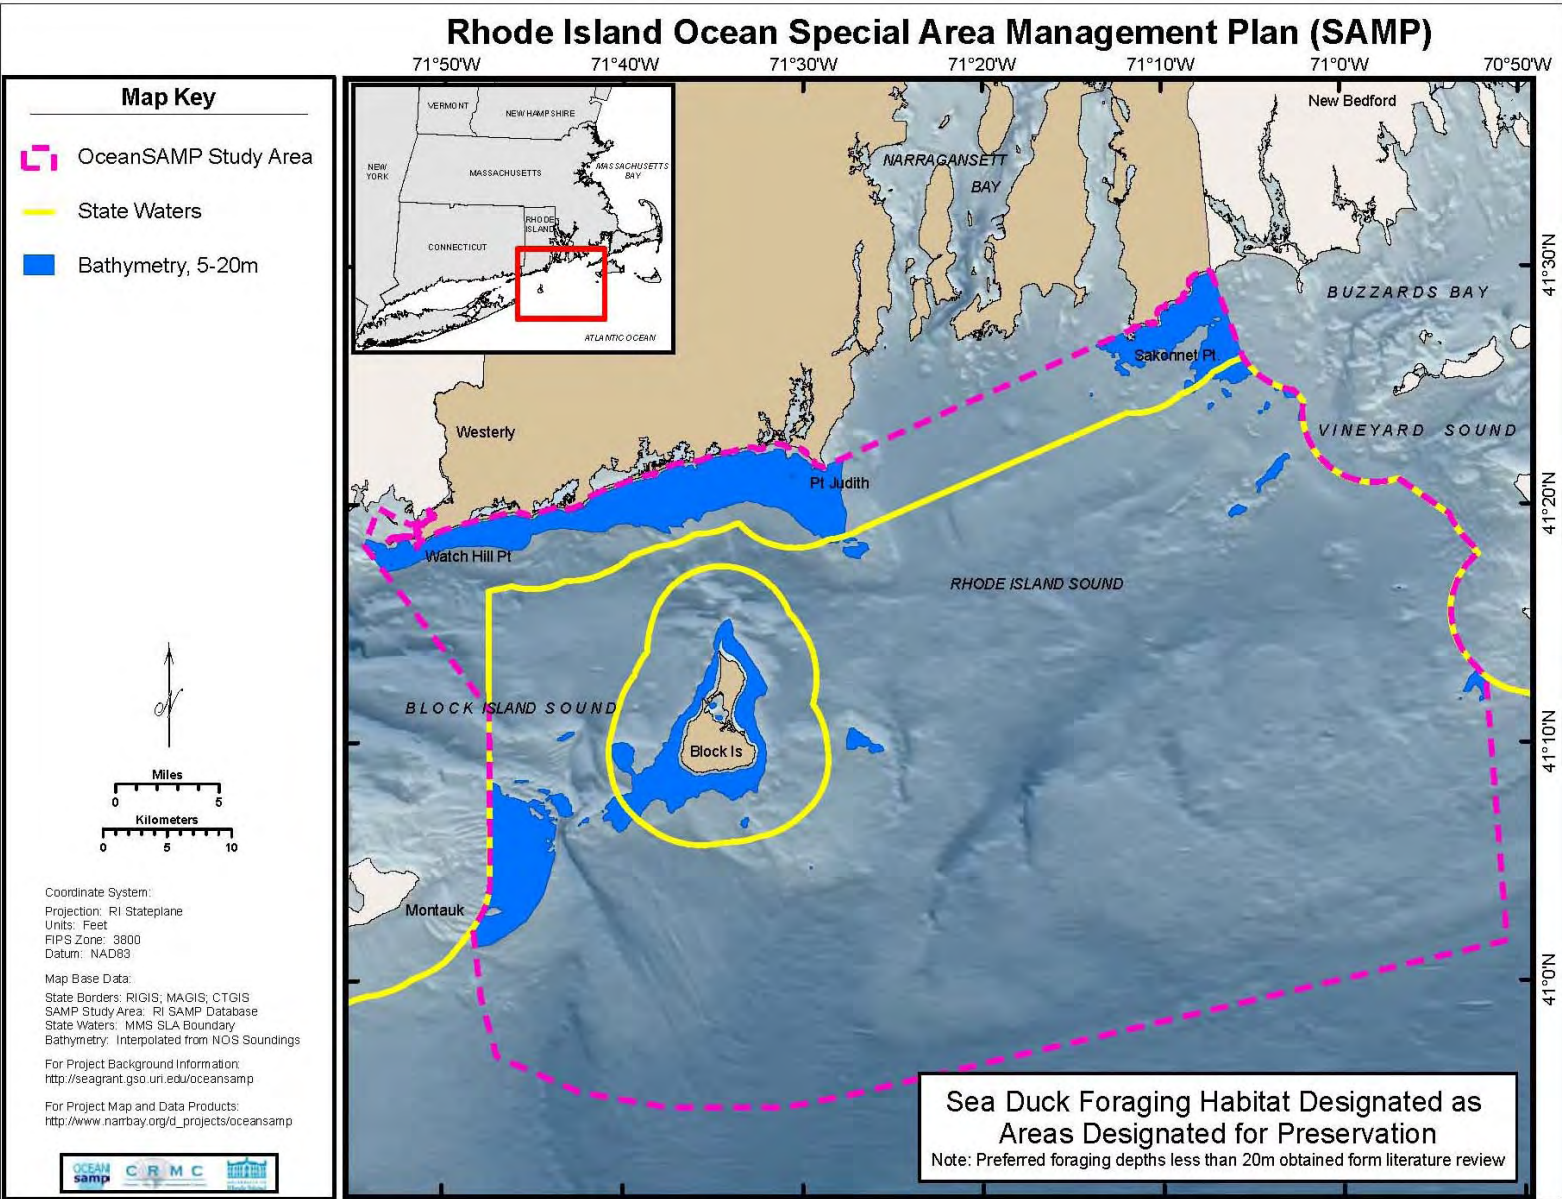 Rhode Island Ocean Special Area Management Plan (SAMP)
71°50'W 71°40'W 71°30'W 71°20'W 71°10'W 71°0'W 70°50'W
Map Key
OceanSAMP Study Area
State Waters
Bathymetry, 5-20m
Miles
0 5
Kilometers
0 5 10
Coordinate System:
Projection: RI Stateplane
Units: Feet
FIPS Zone: 3800
Datum: NAD83
Map Base Data:
State Borders: RIGIS; MAGIS; CTGIS
SAMP Study Area: RI SAMP Database
State Waters: MMS SLA Boundary
Bathymetry: Interpolated from NOS Soundings
For Project Background Information:
http://seagrant.gso.uri.edu/oceansamp
For Project Map and Data Products:
http://www.narrbay.org/d_projects/oceansamp
OCEAN
samp
CRMC
VERMONT
NEW HAMPSHIRE
NEW
YORK
MASSACHUSETTS
MASSACHUSETTS
BAY
RHODE
ISLAND
CONNECTICUT
ATLANTIC OCEAN
New Bedford
NARRAGANSETT
BAY
BUZZARDS BAY
Sakonnet Pt.
Westerly
VINEYARD SOUND
Pt Judith
Watch Hill Pt
RHODE ISLAND SOUND
BLOCK ISLAND SOUND
Block Is
Montauk
41°30'N
41°20'N
41°10'N
41°0'N
Sea Duck Foraging Habitat Designated as
Areas Designated for Preservation
Note: Preferred foraging depths less than 20m obtained form literature review